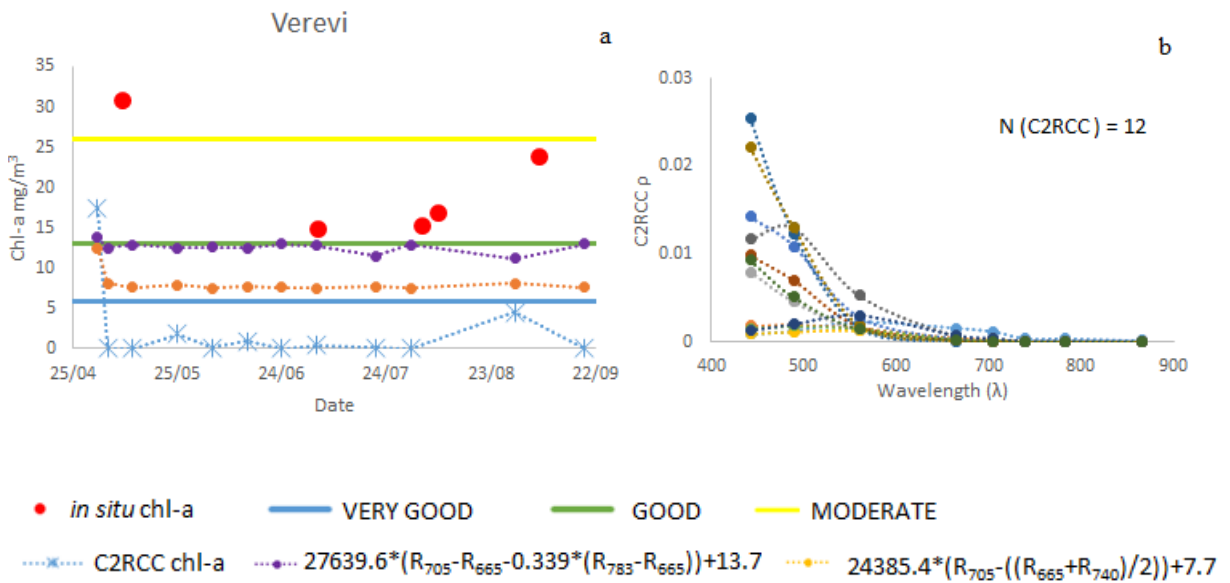 Verevi
a
b
35
30
25
20
15
10
5
0
Chl-a mg/m³
25/04 25/05 24/06 24/07 23/08 22/09
Date
0.03
0.02
0.01
0
C2RCC ρ
N (C2RCC) = 12
400 500 600 700 800 900
Wavelength (λ)
in situ chl-a VERY GOOD GOOD MODERATE
C2RCC chl-a 27639.6*(R₇₀₅-R₆₆₅-0.339*(R₇₈₃-R₆₆₅))+13.7 24385.4*(R₇₀₅-((R₆₆₅+R₇₄₀)/2))+7.7